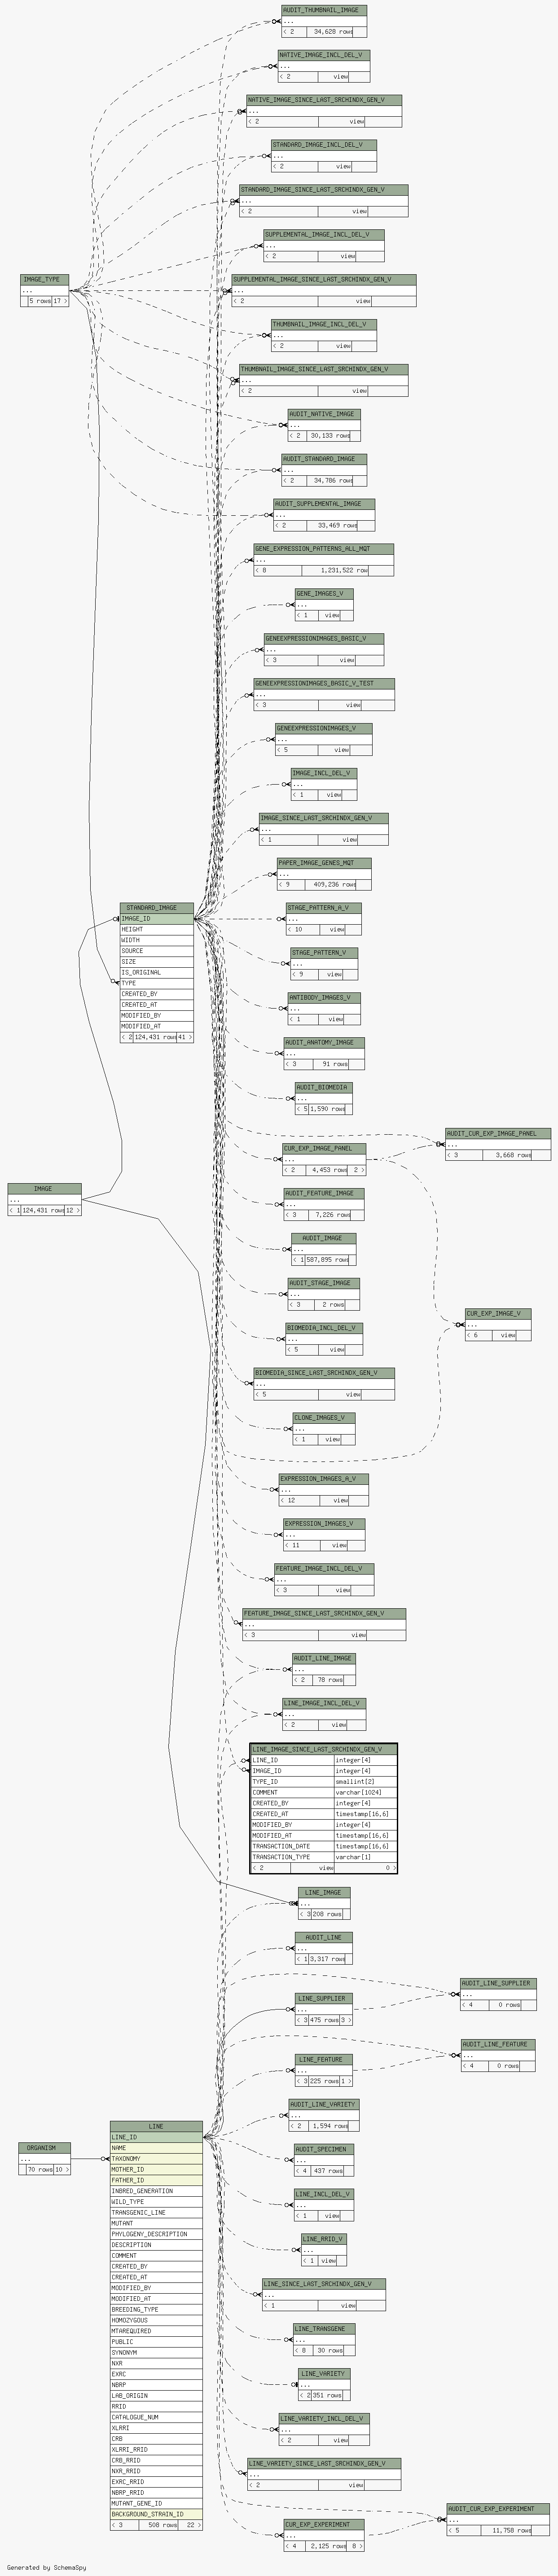 AUDIT_THUMBNAIL_IMAGE
...
< 2 34,628 rows
NATIVE_IMAGE_INCL_DEL_V
...
< 2 view
NATIVE_IMAGE_SINCE_LAST_SRCHINDX_GEN_V
...
< 2 view
STANDARD_IMAGE_INCL_DEL_V
...
< 2 view
STANDARD_IMAGE_SINCE_LAST_SRCHINDX_GEN_V
...
< 2 view
SUPPLEMENTAL_IMAGE_INCL_DEL_V
...
< 2 view
IMAGE_TYPE
...
5 rows 17 >
SUPPLEMENTAL_IMAGE_SINCE_LAST_SRCHINDX_GEN_V
...
< 2 view
THUMBNAIL_IMAGE_INCL_DEL_V
...
< 2 view
THUMBNAIL_IMAGE_SINCE_LAST_SRCHINDX_GEN_V
...
< 2 view
AUDIT_NATIVE_IMAGE
...
< 2 30,133 rows
AUDIT_STANDARD_IMAGE
...
< 2 34,786 rows
AUDIT_SUPPLEMENTAL_IMAGE
...
< 2 33,469 rows
GENE_EXPRESSION_PATTERNS_ALL_MQT
...
< 8 1,231,522 row
GENE_IMAGES_V
...
< 1 view
GENEEXPRESSIONIMAGES_BASIC_V
...
< 3 view
GENEEXPRESSIONIMAGES_BASIC_V_TEST
...
< 3 view
GENEEXPRESSIONIMAGES_V
...
< 5 view
IMAGE_INCL_DEL_V
...
< 1 view
IMAGE_SINCE_LAST_SRCHINDX_GEN_V
...
< 1 view
PAPER_IMAGE_GENES_MQT
...
< 9 409,236 rows
STANDARD_IMAGE
IMAGE_ID
HEIGHT
WIDTH
SOURCE
SIZE
IS_ORIGINAL
TYPE
CREATED_BY
CREATED_AT
MODIFIED_BY
MODIFIED_AT
< 2 124,431 rows 41 >
STAGE_PATTERN_A_V
...
< 10 view
STAGE_PATTERN_V
...
< 9 view
ANTIBODY_IMAGES_V
...
< 1 view
AUDIT_ANATOMY_IMAGE
...
< 3 91 rows
AUDIT_BIOMEDIA
...
< 5 1,590 rows
AUDIT_CUR_EXP_IMAGE_PANEL
...
< 3 3,668 rows
CUR_EXP_IMAGE_PANEL
...
< 2 4,453 rows 2 >
IMAGE
...
< 1 124,431 rows 12 >
AUDIT_FEATURE_IMAGE
...
< 3 7,226 rows
AUDIT_IMAGE
...
< 1 587,895 rows
AUDIT_STAGE_IMAGE
...
< 3 2 rows
CUR_EXP_IMAGE_V
...
< 6 view
BIOMEDIA_INCL_DEL_V
...
< 5 view
BIOMEDIA_SINCE_LAST_SRCHINDX_GEN_V
...
< 5 view
CLONE_IMAGES_V
...
< 1 view
EXPRESSION_IMAGES_A_V
...
< 12 view
EXPRESSION_IMAGES_V
...
< 11 view
FEATURE_IMAGE_INCL_DEL_V
...
< 3 view
FEATURE_IMAGE_SINCE_LAST_SRCHINDX_GEN_V
...
< 3 view
AUDIT_LINE_IMAGE
...
< 2 78 rows
LINE_IMAGE_INCL_DEL_V
...
< 2 view
LINE_IMAGE_SINCE_LAST_SRCHINDX_GEN_V
LINE_ID integer[4]
IMAGE_ID integer[4]
TYPE_ID smallint[2]
COMMENT varchar[1024]
CREATED_BY integer[4]
CREATED_AT timestamp[16,6]
MODIFIED_BY integer[4]
MODIFIED_AT timestamp[16,6]
TRANSACTION_DATE timestamp[16,6]
TRANSACTION_TYPE varchar[1]
< 2 view 0 >
LINE_IMAGE
...
< 3 208 rows
AUDIT_LINE
...
< 1 3,317 rows
AUDIT_LINE_SUPPLIER
...
< 4 0 rows
LINE_SUPPLIER
...
< 3 475 rows 3 >
AUDIT_LINE_FEATURE
...
< 4 0 rows
LINE_FEATURE
...
< 3 225 rows 1 >
AUDIT_LINE_VARIETY
...
< 2 1,594 rows
ORGANISM
...
70 rows 10 >
LINE
LINE_ID
NAME
TAXONOMY
MOTHER_ID
FATHER_ID
INBRED_GENERATION
WILD_TYPE
TRANSGENIC_LINE
MUTANT
PHYLOGENY_DESCRIPTION
DESCRIPTION
COMMENT
CREATED_BY
CREATED_AT
MODIFIED_BY
MODIFIED_AT
BREEDING_TYPE
HOMOZYGOUS
MTAREQUIRED
PUBLIC
SYNONYM
NXR
EXRC
NBRP
LAB_ORIGIN
RRID
CATALOGUE_NUM
XLRRI
CRB
XLRRI_RRID
CRB_RRID
NXR_RRID
EXRC_RRID
NBRP_RRID
MUTANT_GENE_ID
BACKGROUND_STRAIN_ID
< 3 508 rows 22 >
AUDIT_SPECIMEN
...
< 4 437 rows
LINE_INCL_DEL_V
...
< 1 view
LINE_RRID_V
...
< 1 view
LINE_SINCE_LAST_SRCHINDX_GEN_V
...
< 1 view
LINE_TRANSGENE
...
< 8 30 rows
LINE_VARIETY
...
< 2 351 rows
LINE_VARIETY_INCL_DEL_V
...
< 2 view
LINE_VARIETY_SINCE_LAST_SRCHINDX_GEN_V
...
< 2 view
AUDIT_CUR_EXP_EXPERIMENT
...
< 5 11,758 rows
CUR_EXP_EXPERIMENT
...
< 4 2,125 rows 8 >
Generated by SchemaSpy